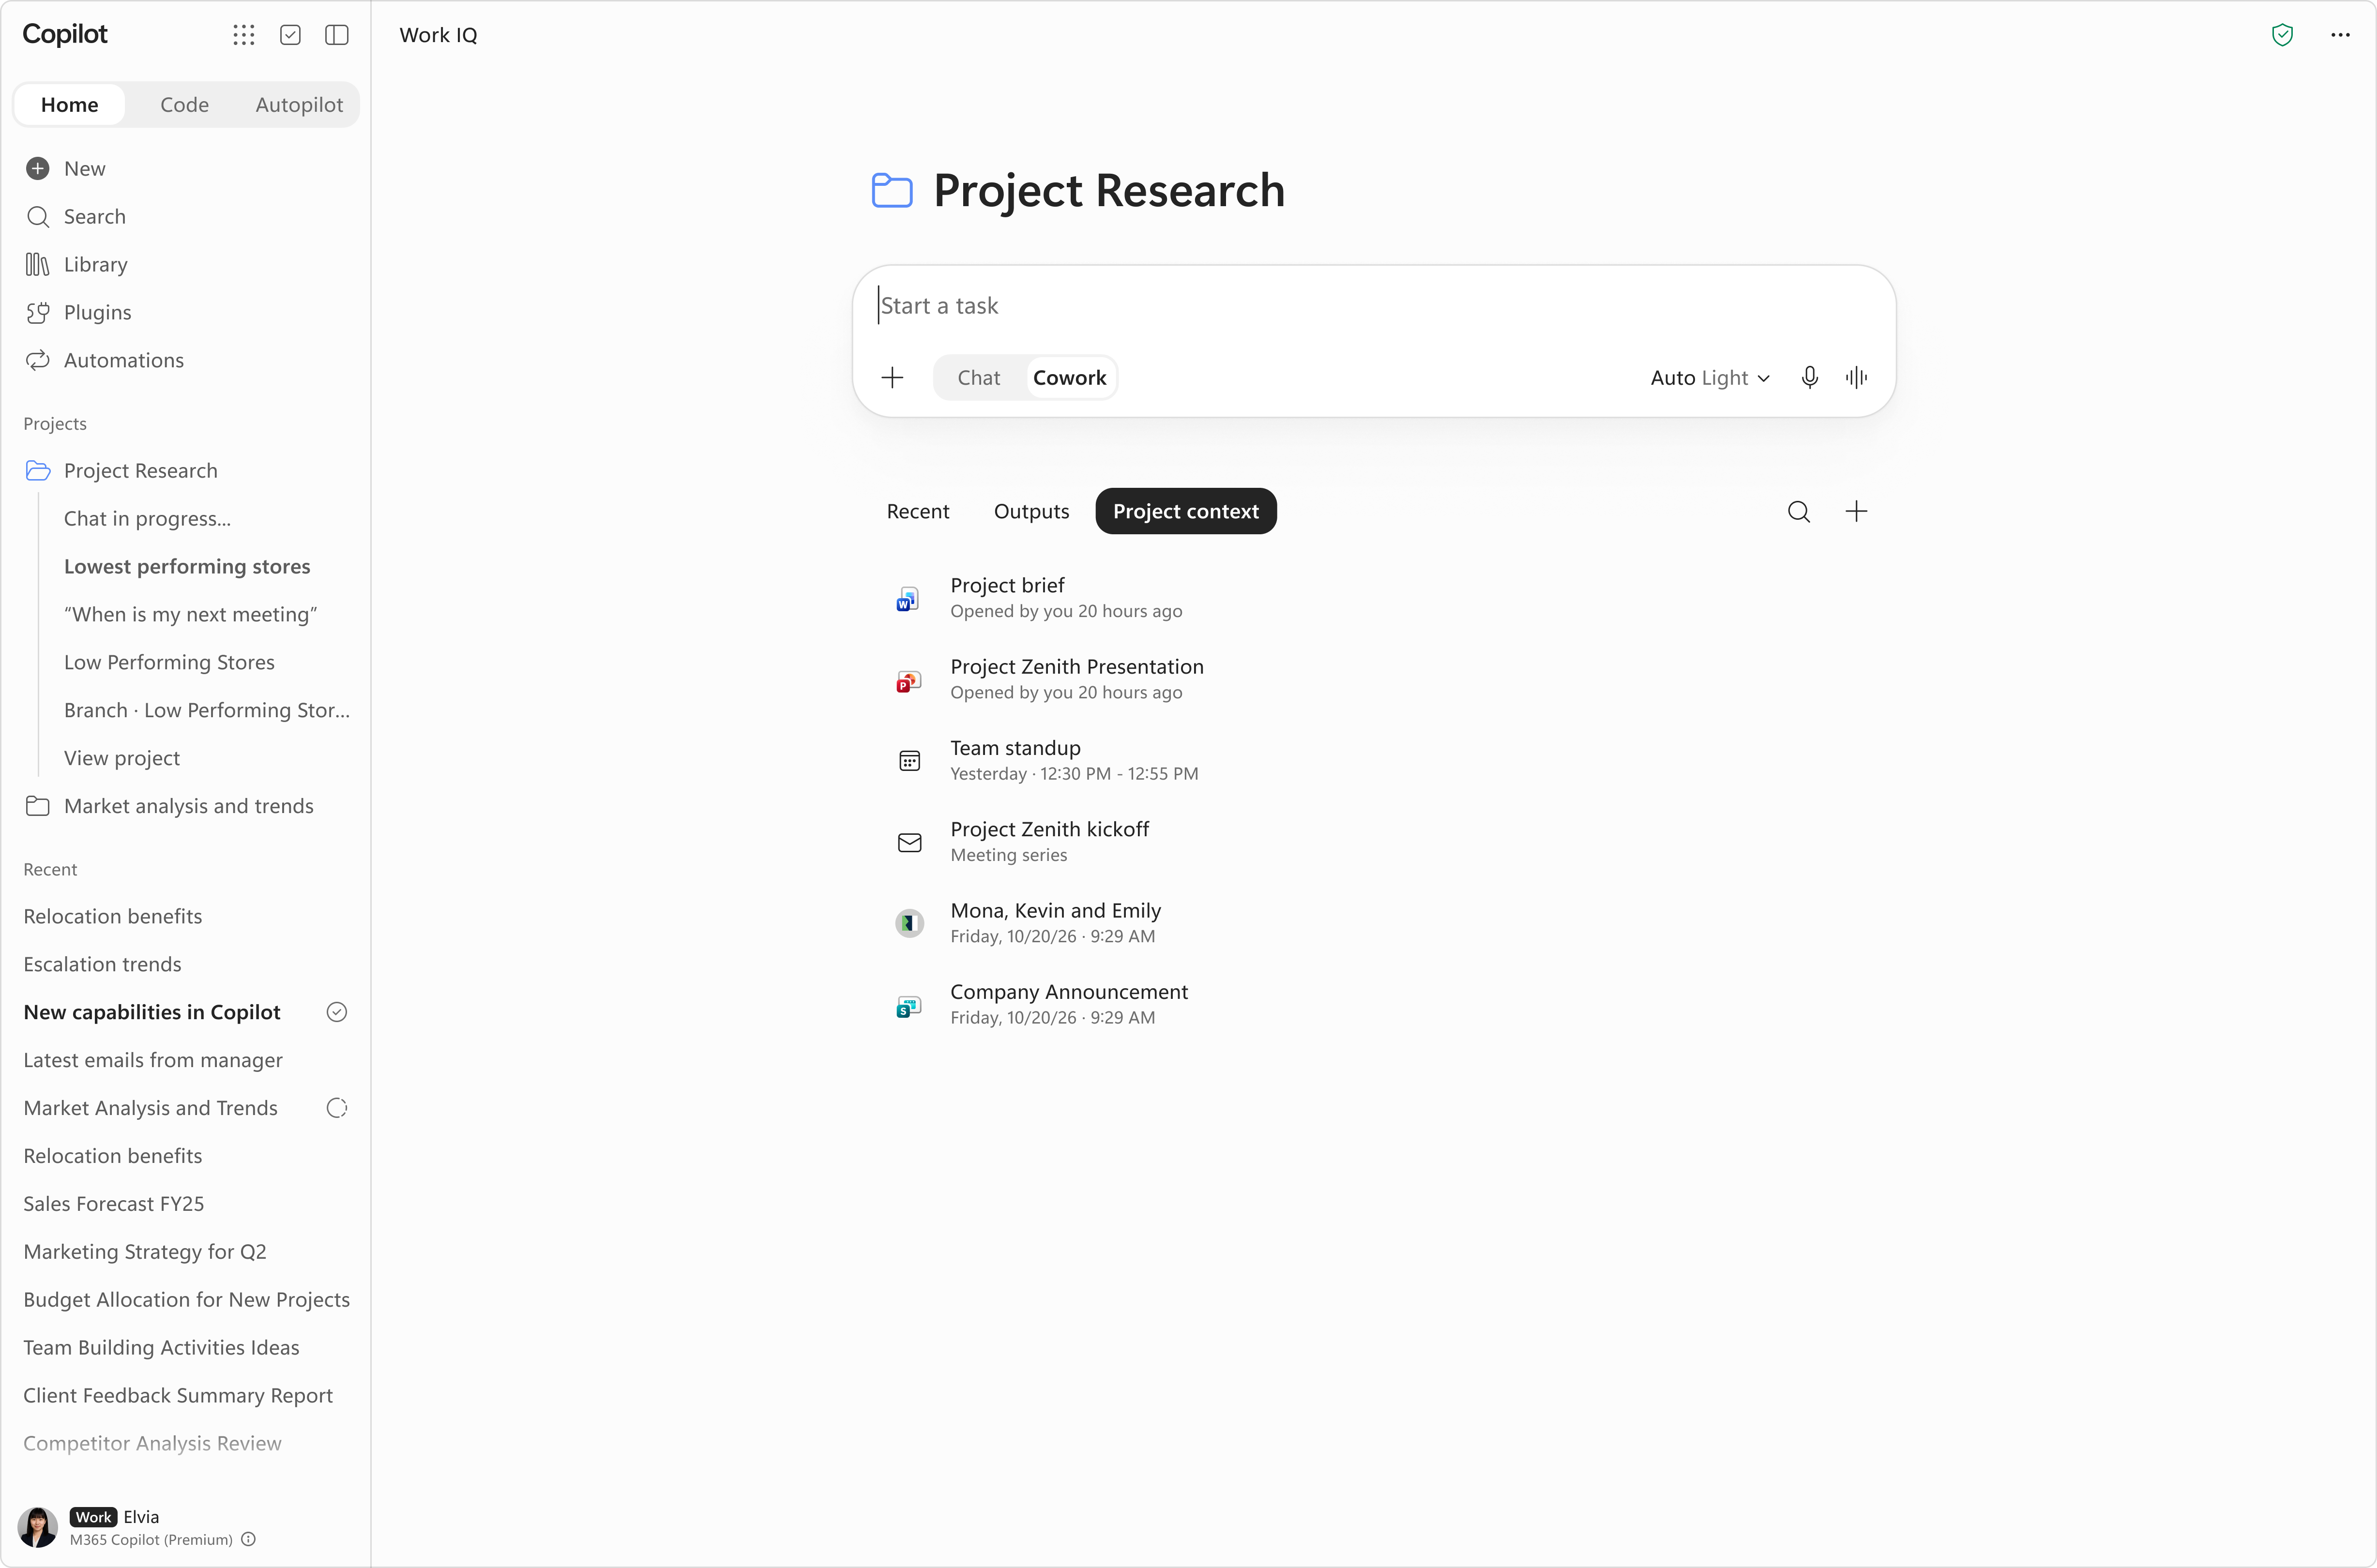 Copilot
Home Code Autopilot
New
Search
Library
Plugins
Automations
Projects
Project Research
Chat in progress...
Lowest performing stores
“When is my next meeting”
Low Performing Stores
Branch · Low Performing Stor...
View project
Market analysis and trends
Recent
Relocation benefits
Escalation trends
New capabilities in Copilot
Latest emails from manager
Market Analysis and Trends
Relocation benefits
Sales Forecast FY25
Marketing Strategy for Q2
Budget Allocation for New Projects
Team Building Activities Ideas
Client Feedback Summary Report
Competitor Analysis Review
Work Elvia
M365 Copilot (Premium)
Work IQ
Project Research
Start a task
Chat Cowork Auto Light
Recent Outputs Project context
W
Project brief
Opened by you 20 hours ago
P
Project Zenith Presentation
Opened by you 20 hours ago
Team standup
Yesterday · 12:30 PM - 12:55 PM
Project Zenith kickoff
Meeting series
Mona, Kevin and Emily
Friday, 10/20/26 · 9:29 AM
S
Company Announcement
Friday, 10/20/26 · 9:29 AM